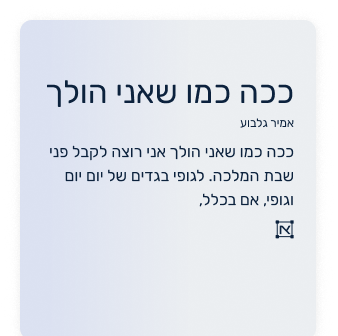 ככה כמו שאני הולך
אמיר גלבוע
ככה כמו שאני הולך אני רוצה לקבל פני
שבת המלכה. לגופי בגדים של יום יום
וגופי, אם בכלל,
א